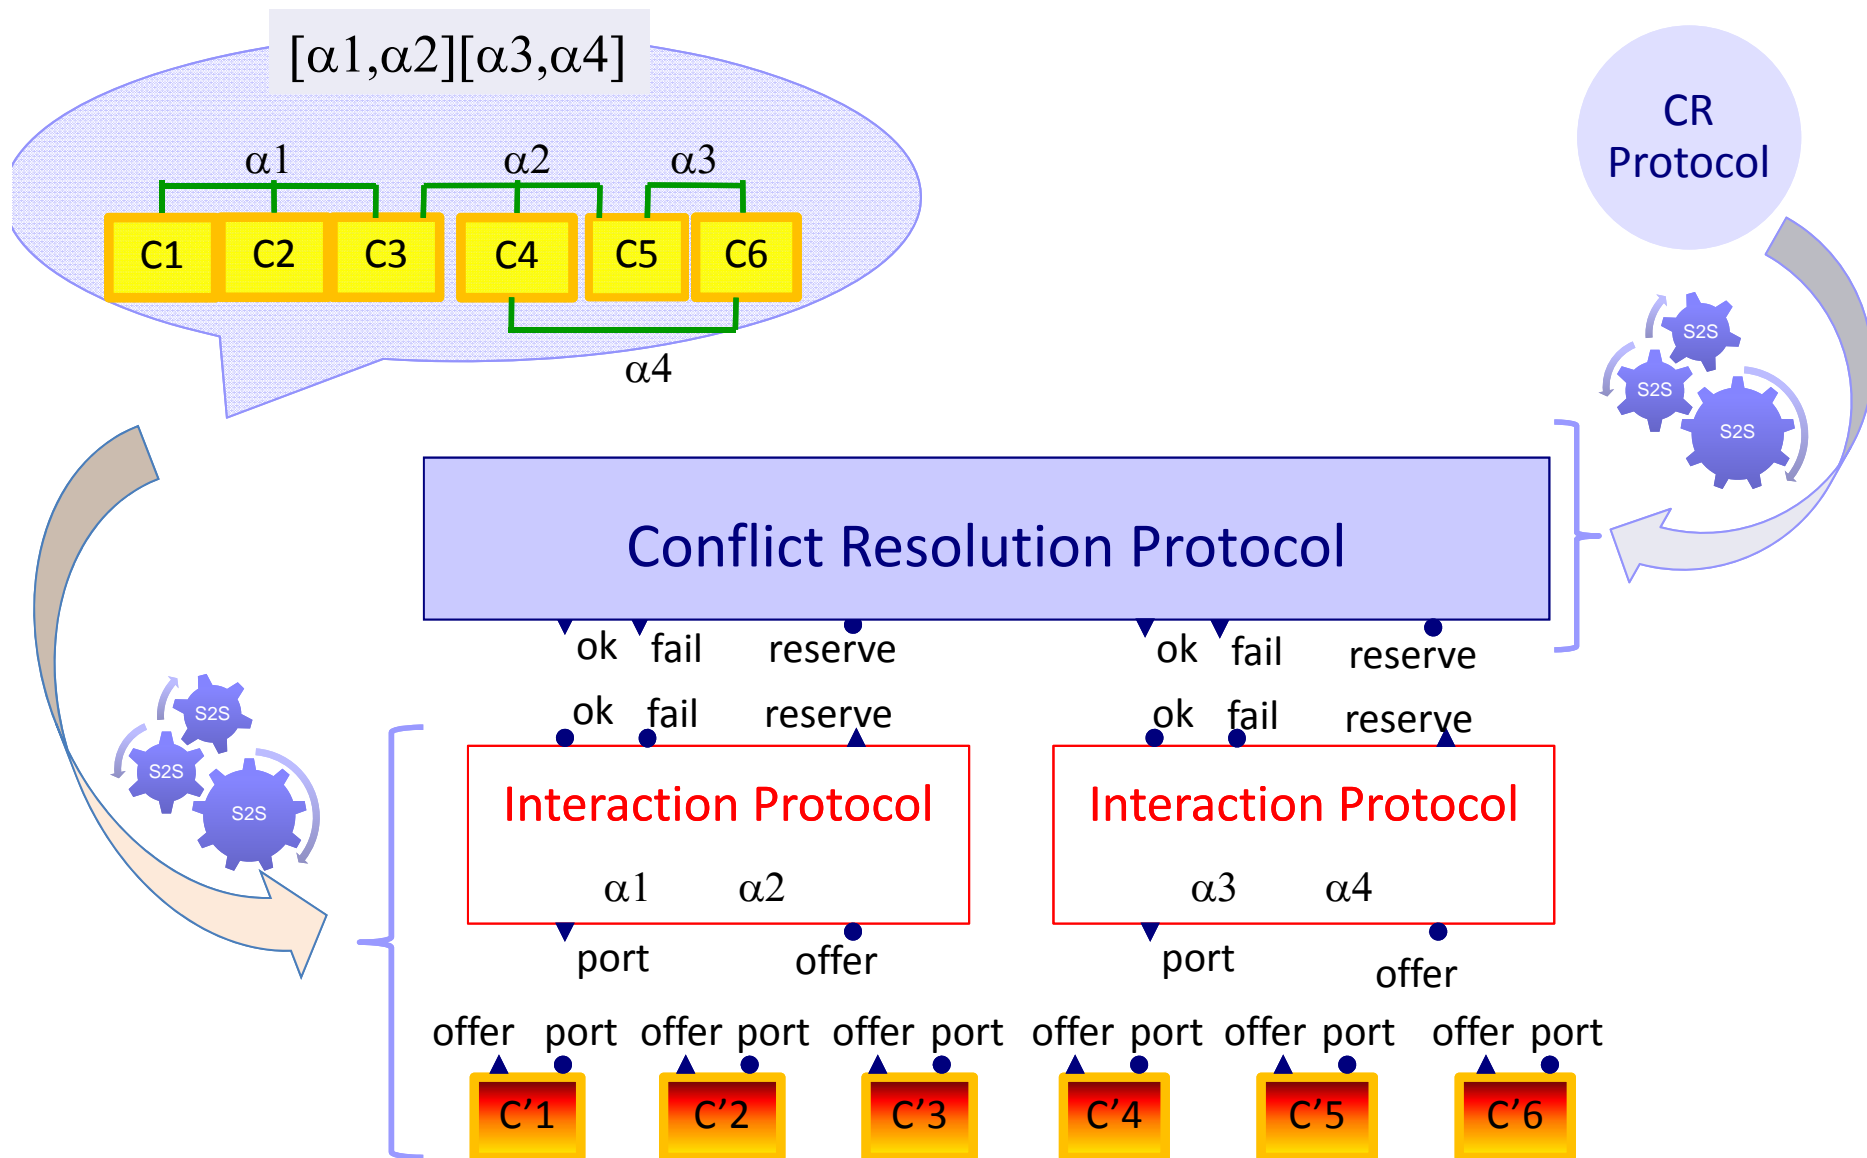 [α1,α2][α3,α4]
α1 α2 α3
C1 C2 C3 C4 C5 C6
α4
CR
Protocol
S2S
S2S
S2S
Conflict Resolution Protocol
ok fail reserve ok fail reserve
ok fail reserve ok fail reserve
S2S
S2S
S2S
Interaction Protocol Interaction Protocol
α1 α2 α3 α4
port offer port offer
offer port offer port offer port offer port offer port offer port
C’1 C’2 C’3 C’4 C’5 C’6